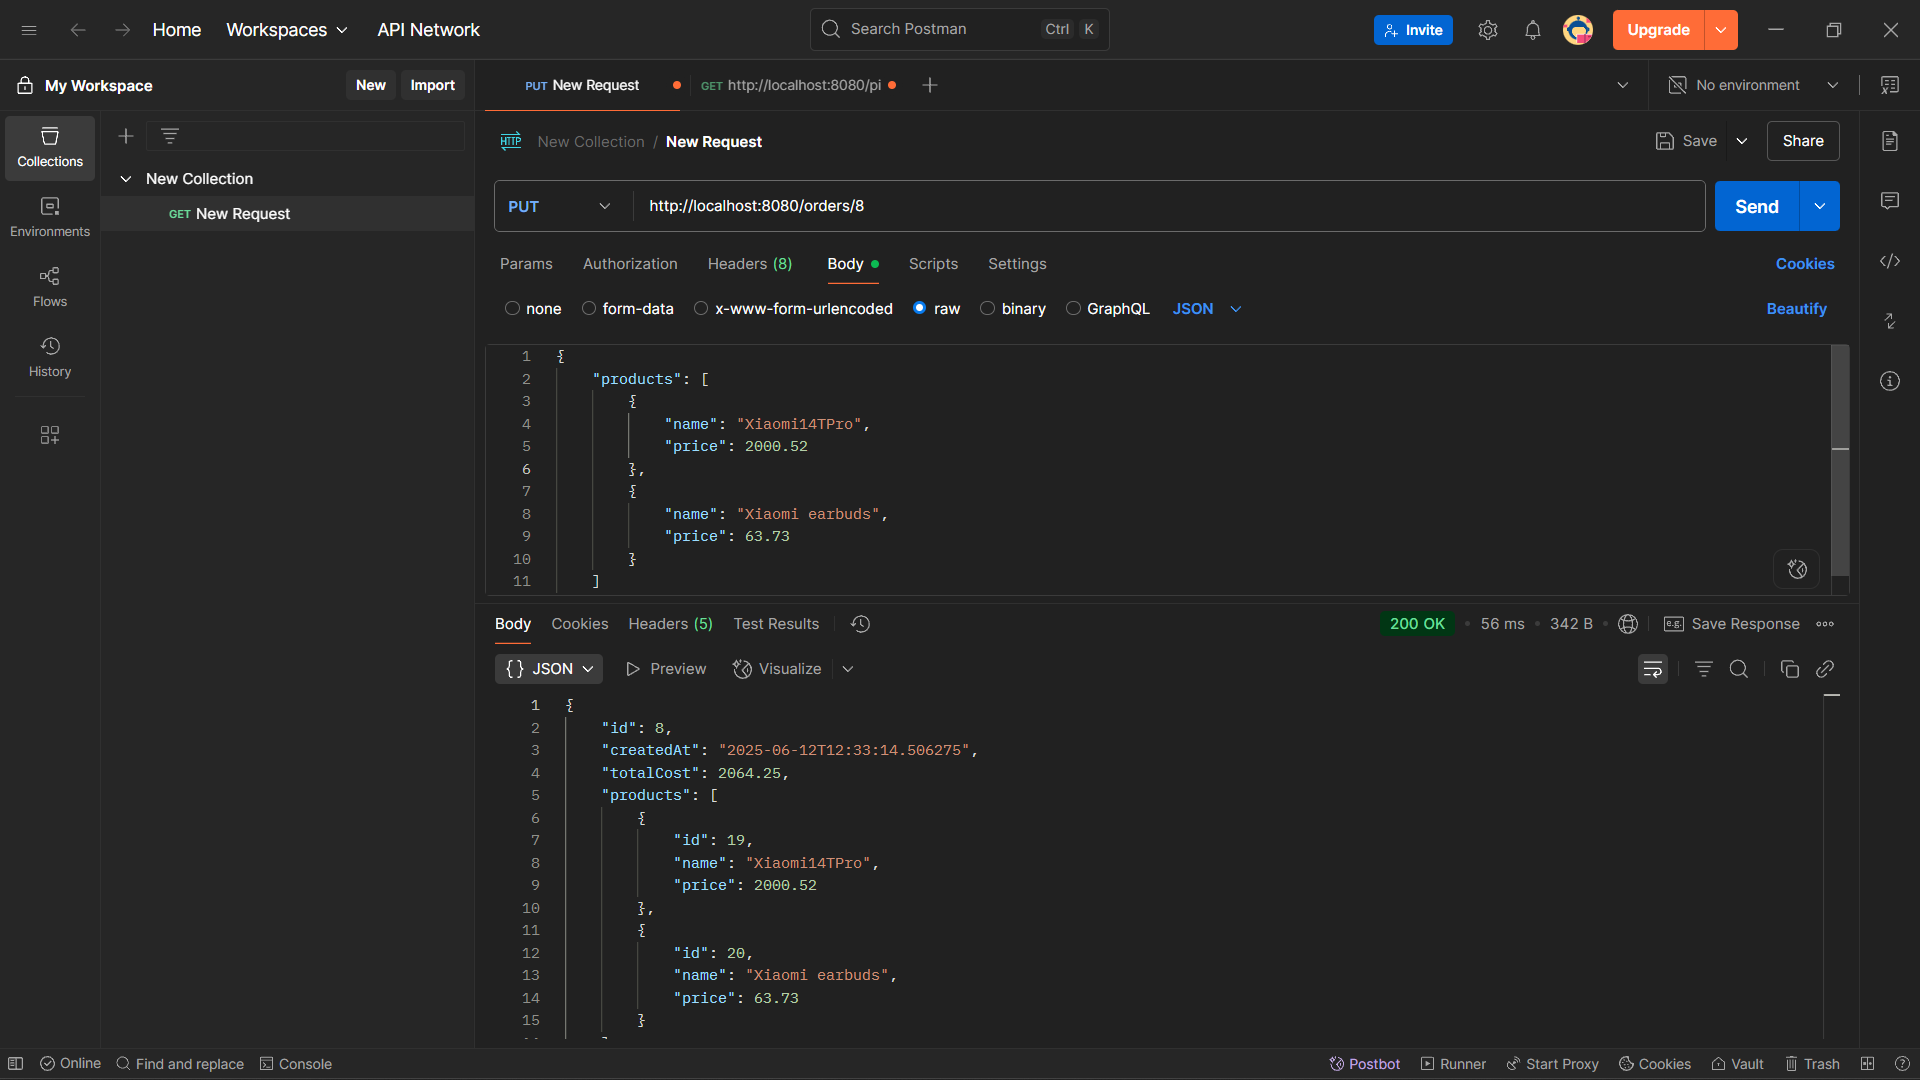 Home Workspaces API Network Search Postman Ctrl K Invite Upgrade
My Workspace New Import PUT New Request GET http://localhost:8080/pi No environment
Collections
Environments
Flows
History
New Collection
GET New Request
HTTP New Collection / New Request Save Share
PUT http://localhost:8080/orders/8 Send
Params Authorization Headers (8) Body Scripts Settings Cookies
none form-data x-www-form-urlencoded raw binary GraphQL JSON Beautify
1 {
2 "products": [
3 {
4 "name": "Xiaomi14TPro",
5 "price": 2000.52
6 },
7 {
8 "name": "Xiaomi earbuds",
9 "price": 63.73
10 }
11 ]
Body Cookies Headers (5) Test Results 200 OK • 56 ms • 342 B • e.g. Save Response
{} JSON Preview Visualize
1 {
2 "id": 8,
3 "createdAt": "2025-06-12T12:33:14.506275",
4 "totalCost": 2064.25,
5 "products": [
6 {
7 "id": 19,
8 "name": "Xiaomi14TPro",
9 "price": 2000.52
10 },
11 {
12 "id": 20,
13 "name": "Xiaomi earbuds",
14 "price": 63.73
15 }
Online Find and replace Console Postbot Runner Start Proxy Cookies Vault Trash